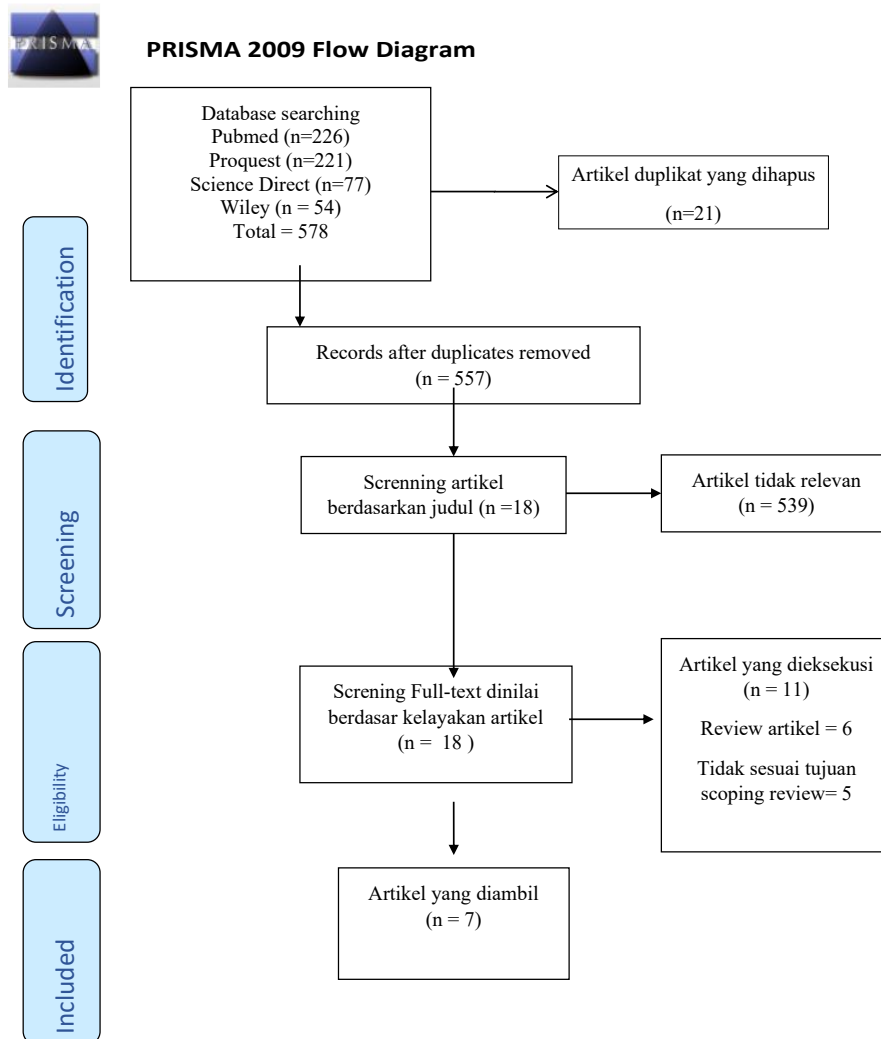 PRISMA
PRISMA 2009 Flow Diagram
Database searching
Pubmed (n=226)
Proquest (n=221)
Science Direct (n=77)
Wiley (n = 54)
Total = 578
Artikel duplikat yang dihapus
(n=21)
Identification
Records after duplicates removed
(n = 557)
Screening
Screnning artikel
berdasarkan judul (n =18)
Artikel tidak relevan
(n = 539)
Eligibility
Screning Full-text dinilai
berdasar kelayakan artikel
(n = 18 )
Artikel yang dieksekusi
(n = 11)
Review artikel = 6
Tidak sesuai tujuan
scoping review= 5
Included
Artikel yang diambil
(n = 7)